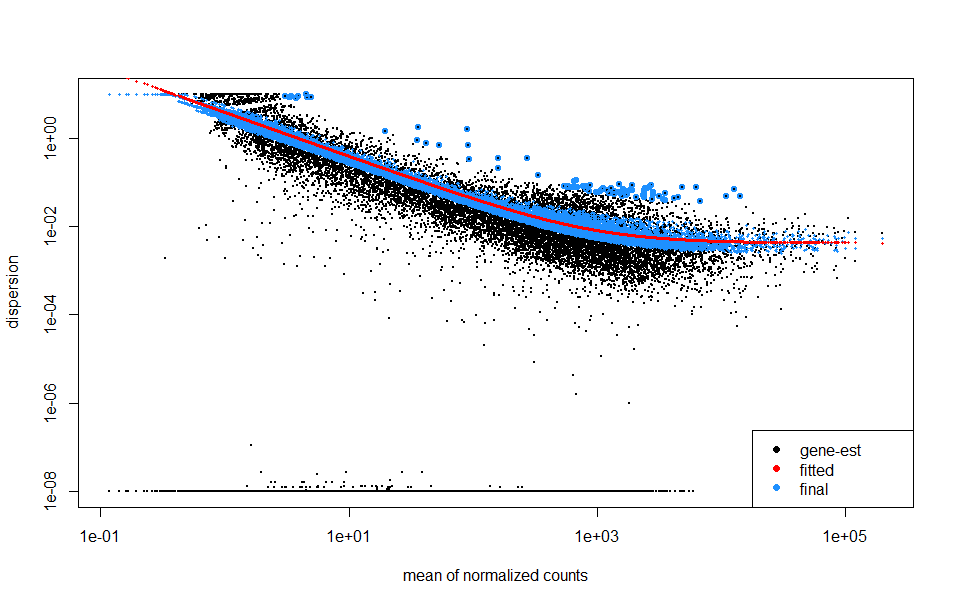 1e+00
1e-02
1e-04
1e-06
1e-08
dispersion
gene-est
fitted
final
1e-01 1e+01 1e+03 1e+05
mean of normalized counts